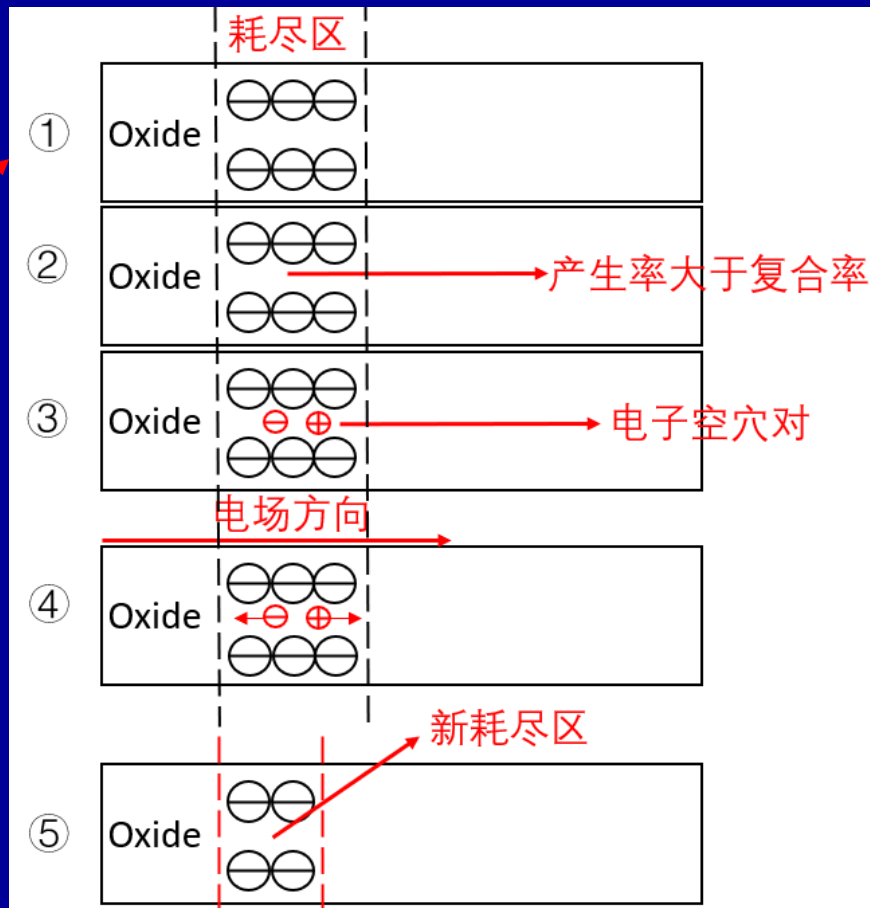 耗尽区
① Oxide
② Oxide
产生率大于复合率
③ Oxide
电子空穴对
电场方向
④ Oxide
新耗尽区
⑤ Oxide